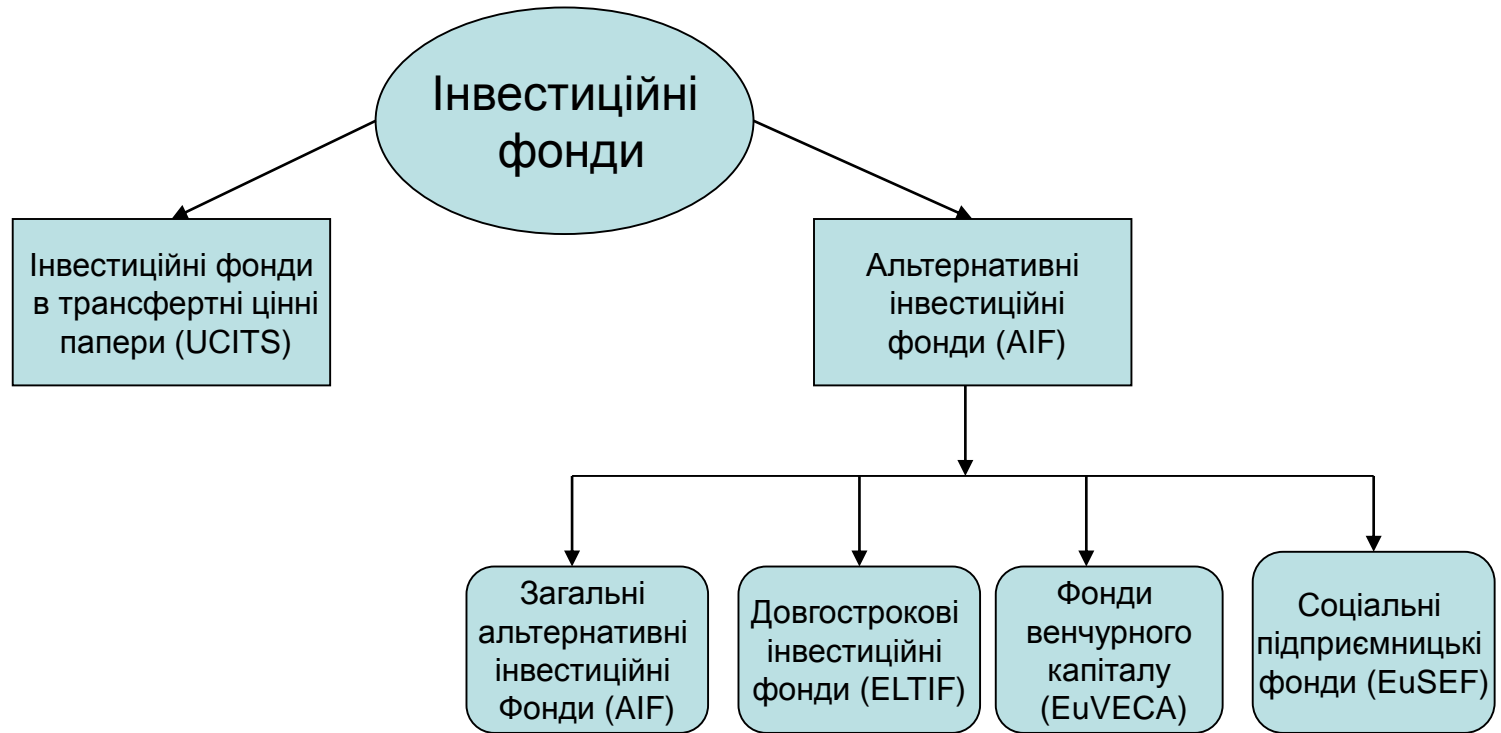 Інвестиційні
фонди
Інвестиційні фонди
в трансфертні цінні
папери (UCITS)
Альтернативні
інвестиційні
фонди (AIF)
Загальні
альтернативні
інвестиційні
Фонди (AIF)
Довгострокові
інвестиційні
фонди (ELTIF)
Фонди
венчурного
капіталу
(EuVECA)
Соціальні
підприємницькі
фонди (EuSEF)